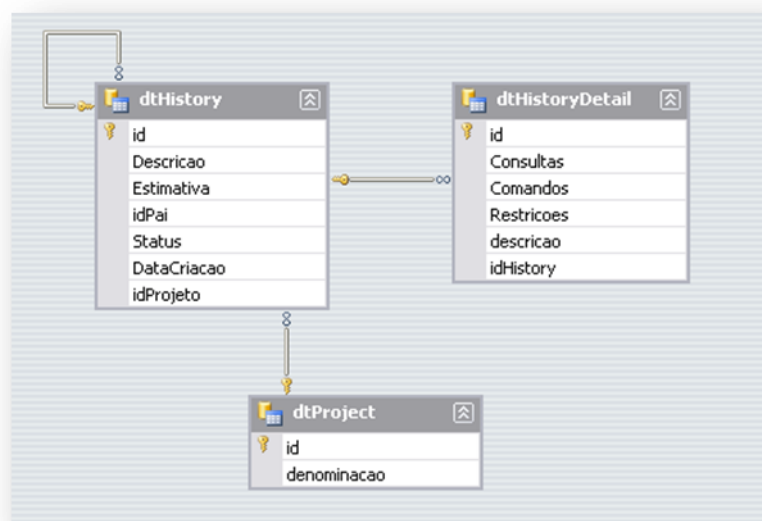 dtHistory
id
Descricao
Estimativa
idPai
Status
DataCriacao
idProjeto
dtHistoryDetail
id
Consultas
Comandos
Restricoes
descricao
idHistory
dtProject
id
denominacao